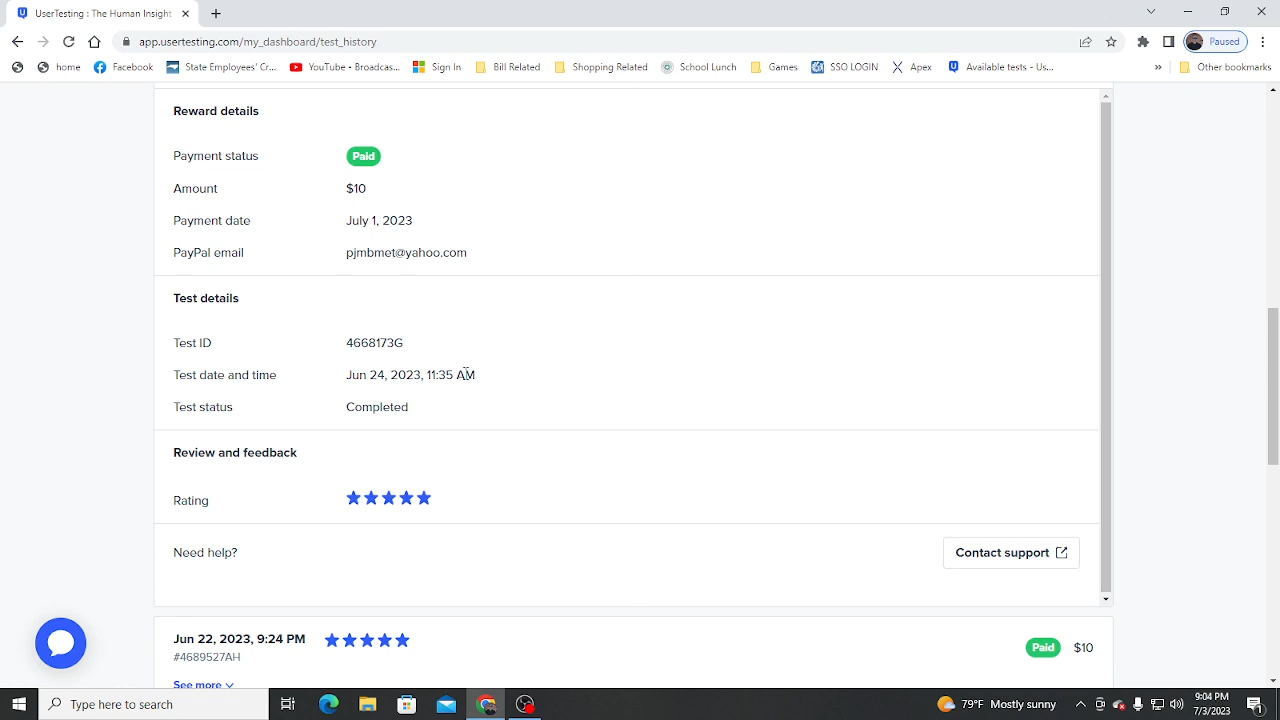 UserTesting : The Human Insight
app.usertesting.com/my_dashboard/test_history
Paused
home
Facebook
State Employees' Cr...
YouTube - Broadcas...
Sign In
Bill Related
Shopping Related
School Lunch
Games
SSO LOGIN
Apex
Available tests - Us...
»
Other bookmarks
Reward details
Payment status
Paid
Amount
$10
Payment date
July 1, 2023
PayPal email
pjmbmet@yahoo.com
Test details
Test ID
4668173G
Test date and time
Jun 24, 2023, 11:35 AM
Test status
Completed
Review and feedback
Rating
Need help?
Contact support
Jun 22, 2023, 9:24 PM
Paid
$10
#4689527AH
See more
Type here to search
79°F Mostly sunny
9:04 PM
7/3/2023
1